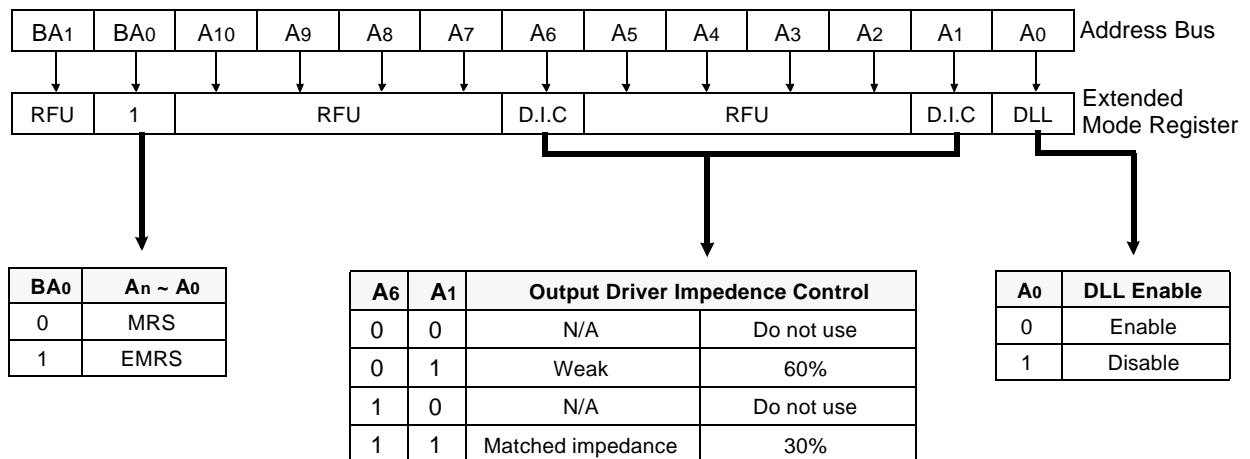 BA1 BA0 A10 A9 A8 A7 A6 A5 A4 A3 A2 A1 A0 Address Bus
RFU 1 RFU D.I.C RFU D.I.C DLL Extended
Mode Register
BA0 An ~ A0
0 MRS
1 EMRS
A6 A1 Output Driver Impedence Control
0 0 N/A Do not use
0 1 Weak 60%
1 0 N/A Do not use
1 1 Matched impedance 30%
A0 DLL Enable
0 Enable
1 Disable